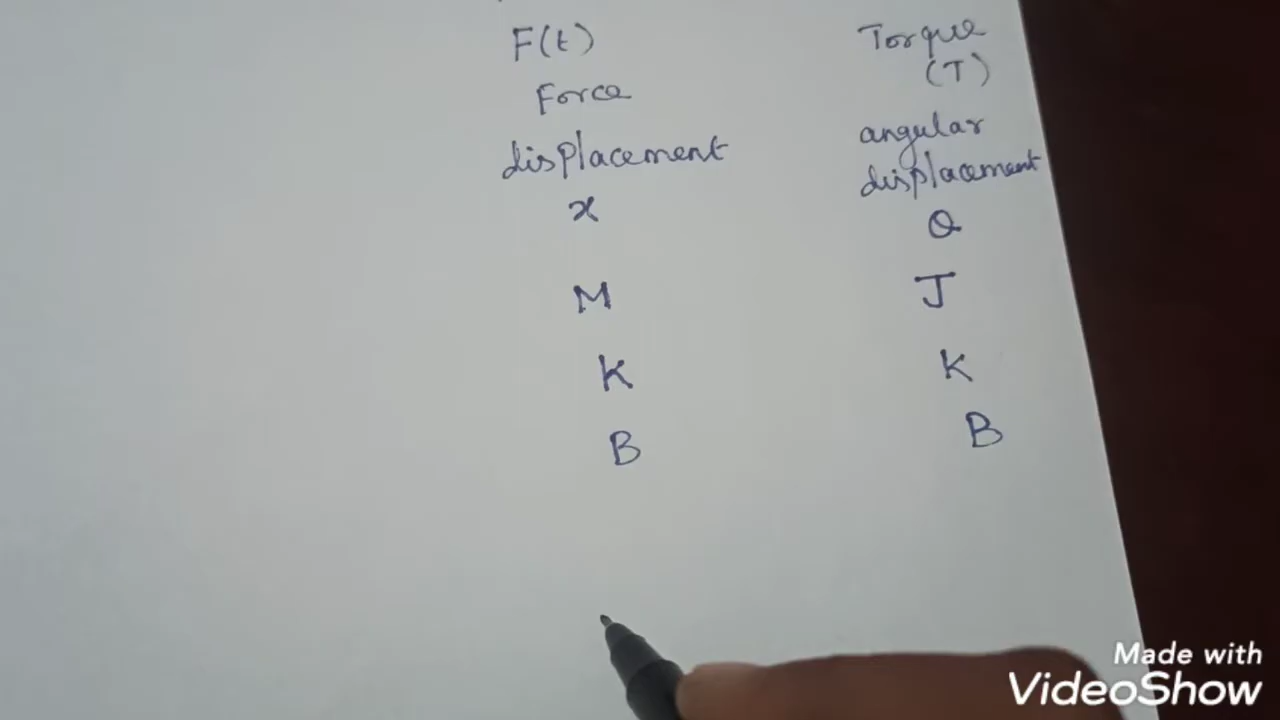 F(t)
Force
displacement
x
M
K
B
Torque
(T)
angular
displacement
θ
J
K
B
Made with
VideoShow